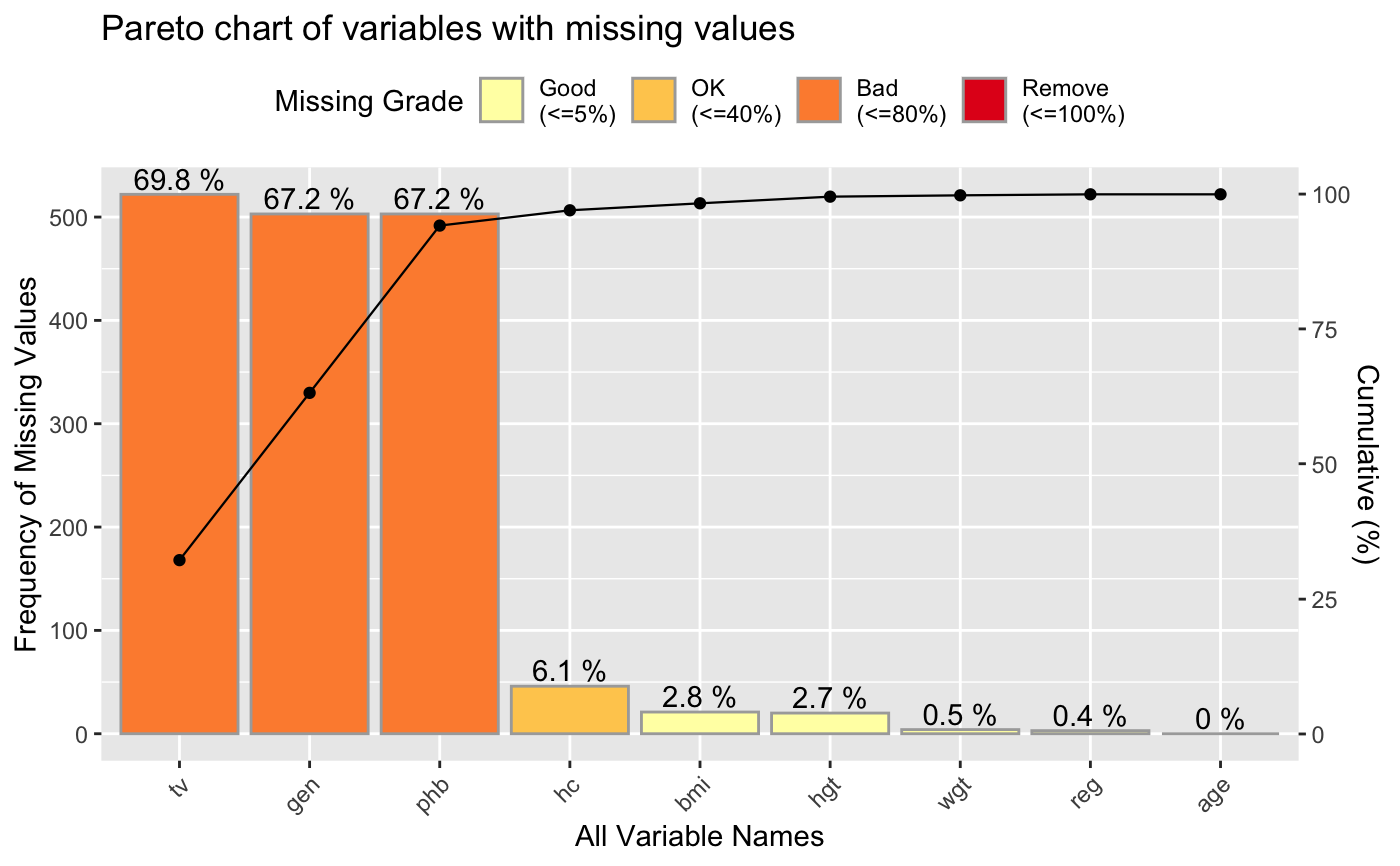 Pareto chart of variables with missing values
Missing Grade
Good
(<=5%)
OK
(<=40%)
Bad
(<=80%)
Remove
(<=100%)
69.8 %
67.2 %
67.2 %
6.1 %
2.8 %
2.7 %
0.5 %
0.4 %
0 %
Frequency of Missing Values
500
400
300
200
100
0
100
75
50
25
0
Cumulative (%)
tv
gen
phb
hc
bmi
hgt
wgt
reg
age
All Variable Names